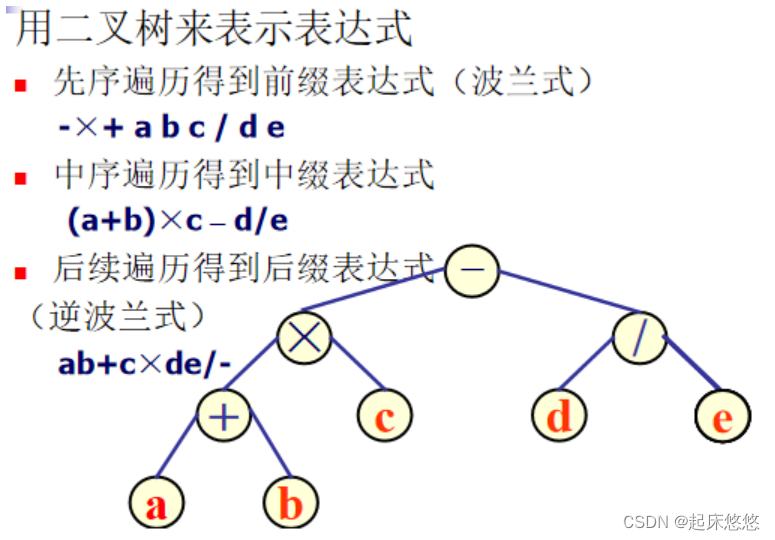 用二叉树来表示表达式
先序遍历得到前缀表达式（波兰式）
-×+ a b c / d e
中序遍历得到中缀表达式
(a+b)×c – d/e
后续遍历得到后缀表达式
（逆波兰式）
ab+c×de/-
−
× /
+ c d e
a b
CSDN @起床悠悠